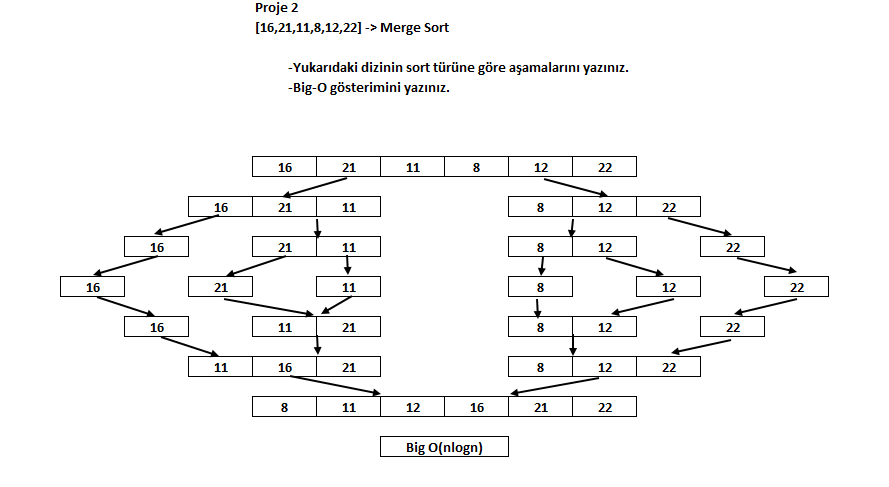 Proje 2
[16,21,11,8,12,22] -> Merge Sort
-Yukarıdaki dizinin sort türüne göre aşamalarını yazınız.
-Big-O gösterimini yazınız.
16 21 11 8 12 22
16 21 11 8 12 22
16 21 11 8 12 22
16 21 11 8 12 22
16 11 21 8 12 22
11 16 21 8 12 22
8 11 12 16 21 22
Big O(nlogn)